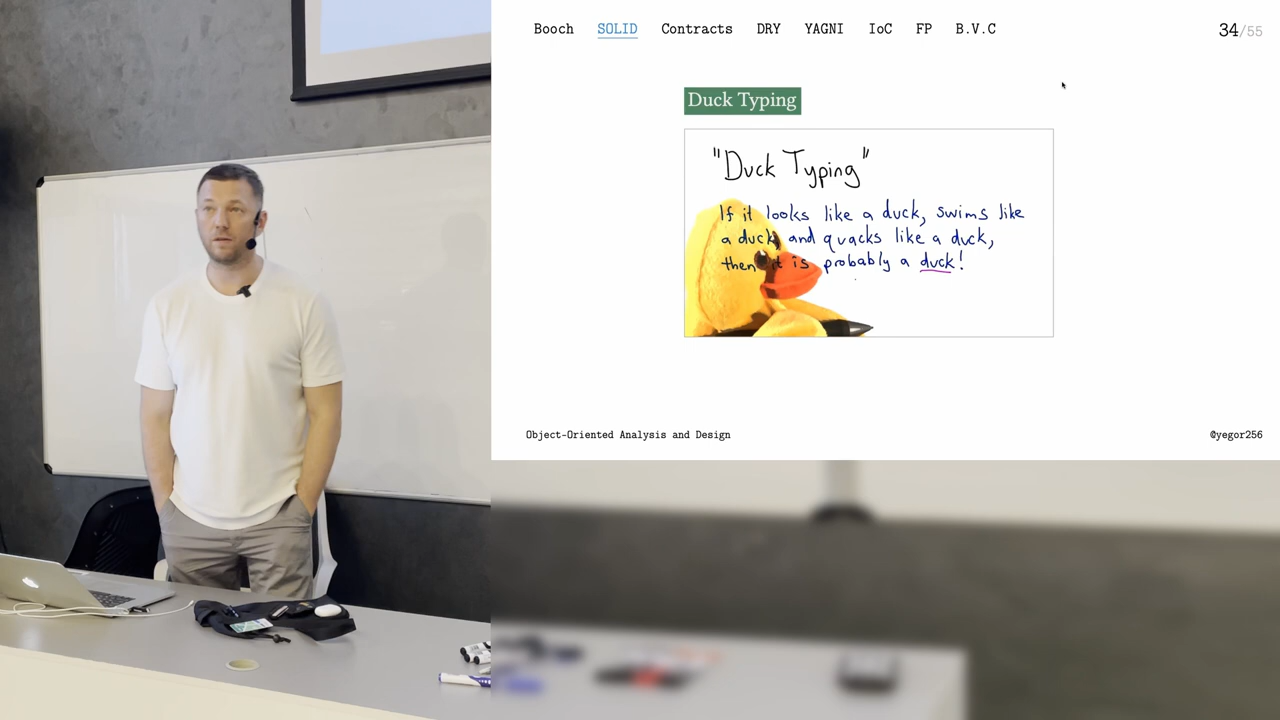 Booch SOLID Contracts DRY YAGNI IoC FP B.V.C 34/55
Duck Typing
"Duck Typing"
If it looks like a duck, swims like
a duck, and quacks like a duck,
then it is probably a duck!
Object-Oriented Analysis and Design @yegor256